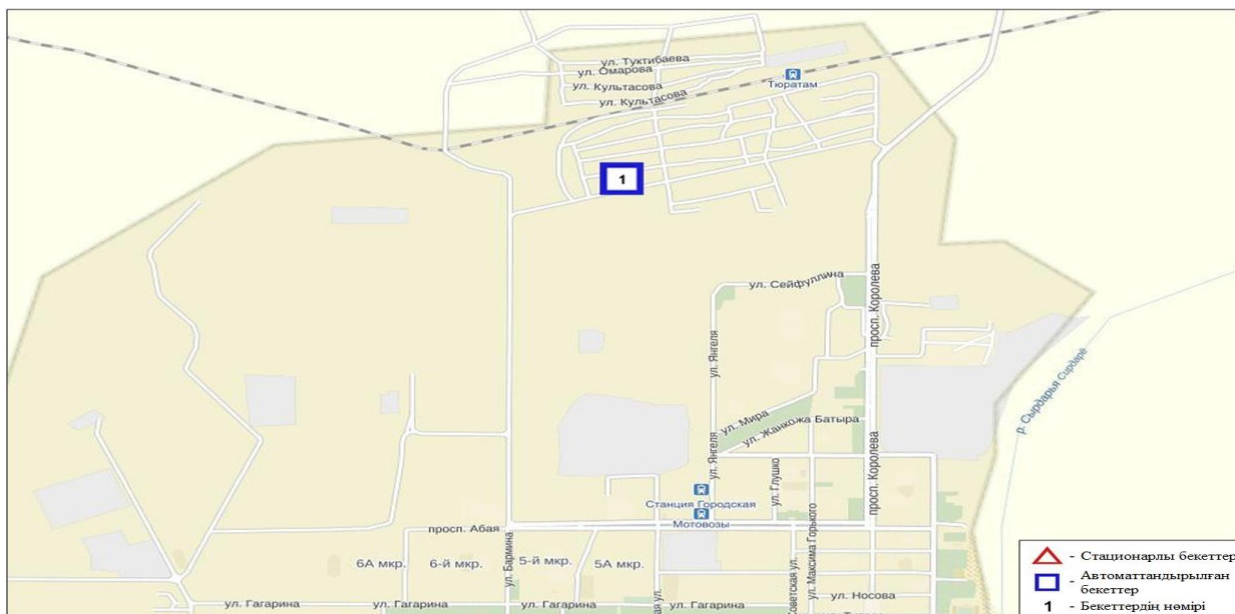 ул. Туктибаева
ул. Омарова
ул. Культасова
ул. Культасова
Тюратам
1
ул. Сейфуллина
просп. Королева
ул. Янгеля
р. Сырдарья Сирдарё
ул. Мира
ул. Жанкожа Батыра
ул. Янгеля
ул. Глушко
просп. Королева
Станция Городская
Мотовозы
просп. Абая
ул. Бармина
ул. Максима Горького
6А мкр.
6-й мкр.
5-й мкр.
5А мкр.
Советская ул.
ул. Гагарина
ул. Гагарина
ул. Гагарина
ул. Носова
- Стационарлы бекеттер
- Автоматтандырылған
бекеттер
1 - Бекеттердің нөмірі